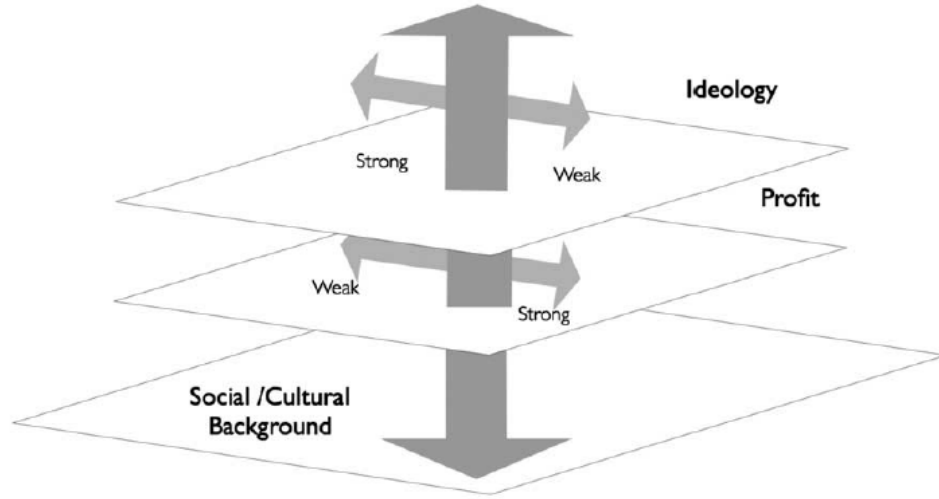 Ideology
Strong
Weak
Profit
Weak
Strong
Social /Cultural
Background